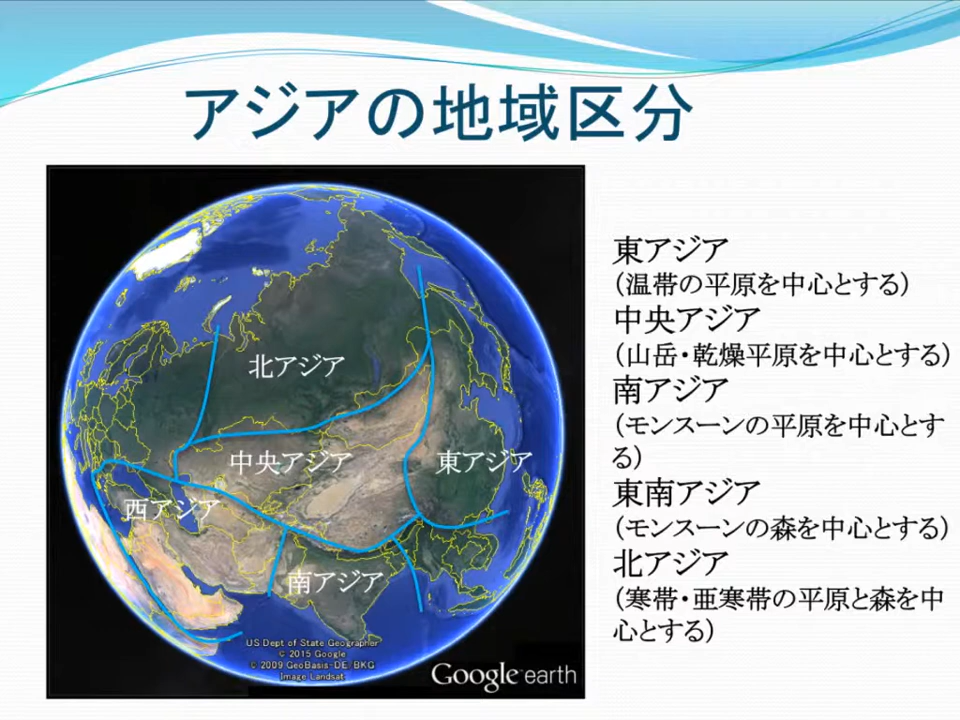 アジアの地域区分
北アジア
中央アジア
東アジア
西アジア
南アジア
US Dept of State Geographer
© 2015 Google
© 2009 GeoBasis-DE/BKG
Image Landsat
Google earth
東アジア
(温帯の平原を中心とする)
中央アジア
(山岳・乾燥平原を中心とする)
南アジア
(モンスーンの平原を中心とす
る)
東南アジア
(モンスーンの森を中心とする)
北アジア
(寒帯・亜寒帯の平原と森を中
心とする)